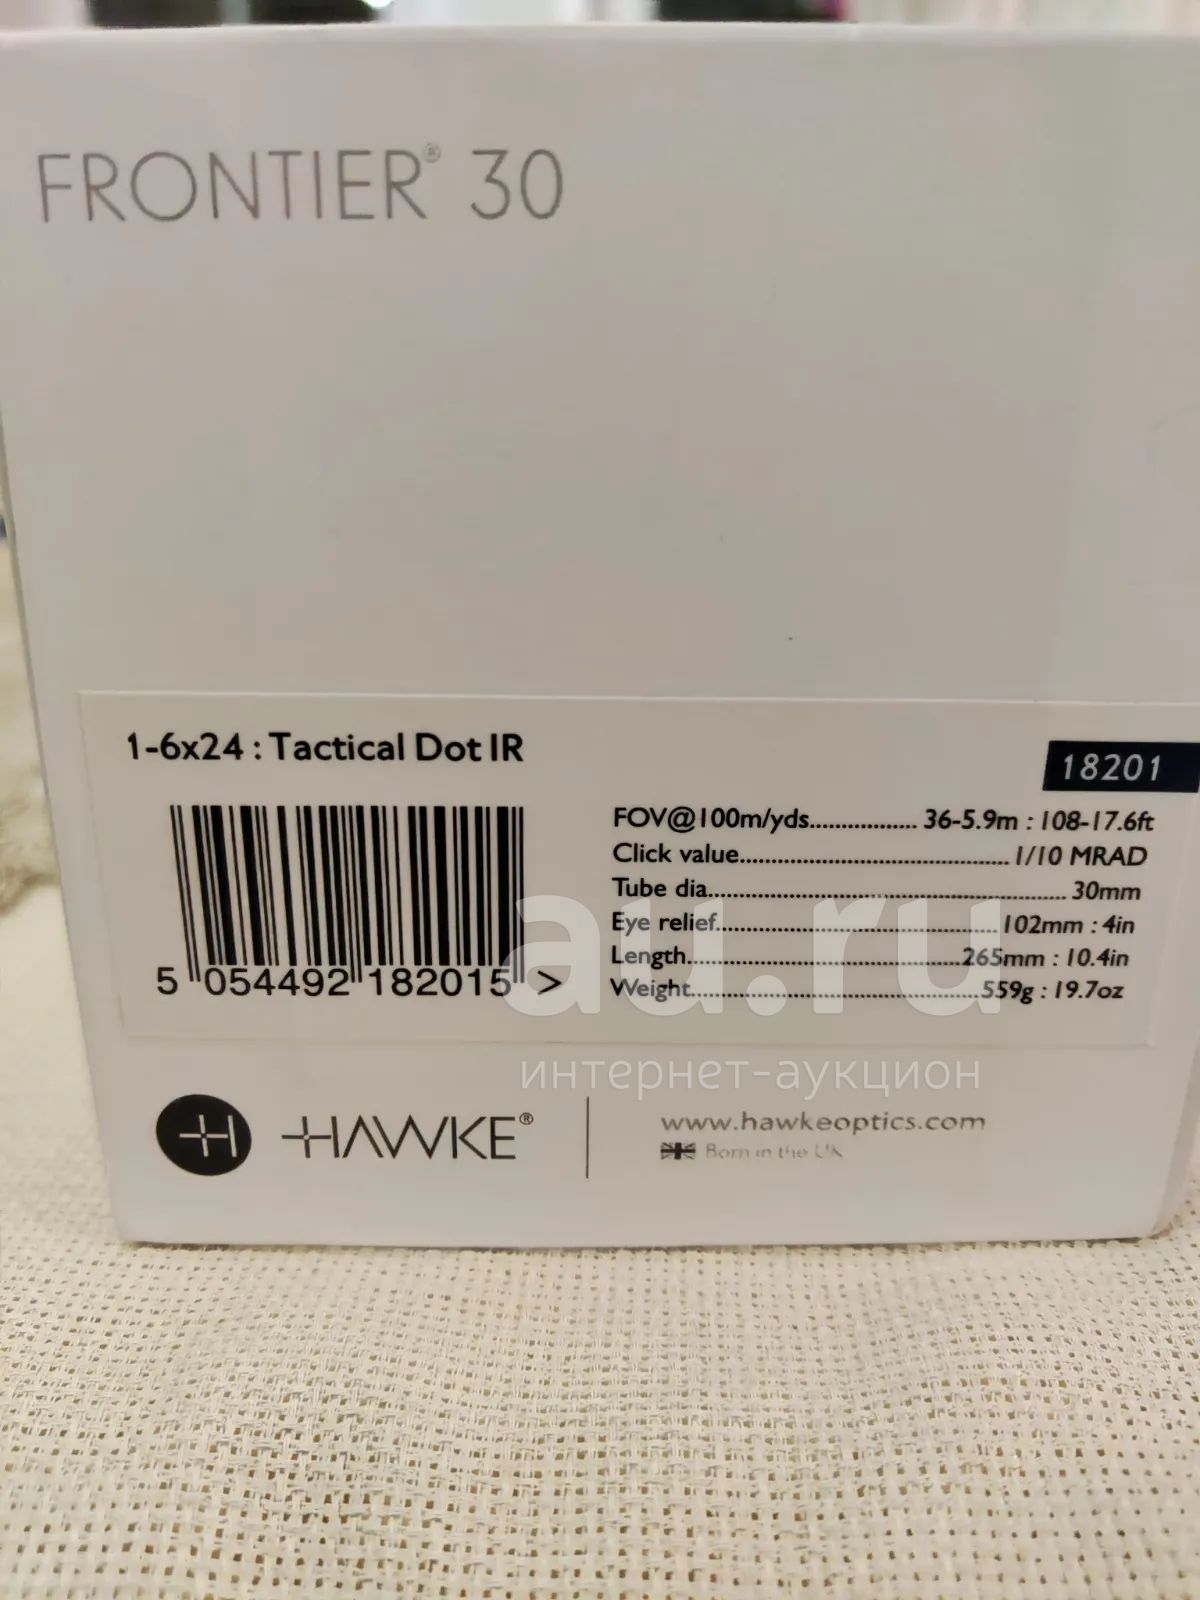 FRONTIER® 30
1-6x24 : Tactical Dot IR
18201
FOV@100m/yds.................. 36-5.9m : 108-17.6ft
Click value....................................... 1/10 MRAD
Tube dia.................................................... 30mm
Eye relief........................................ 102mm : 4in
Length.......................................265mm : 10.4in
Weight.........................................559g : 19.7oz
5 054492 182015 >
au.ru
интернет-аукцион
HAWKE®
www.hawkeoptics.com
Born in the UK